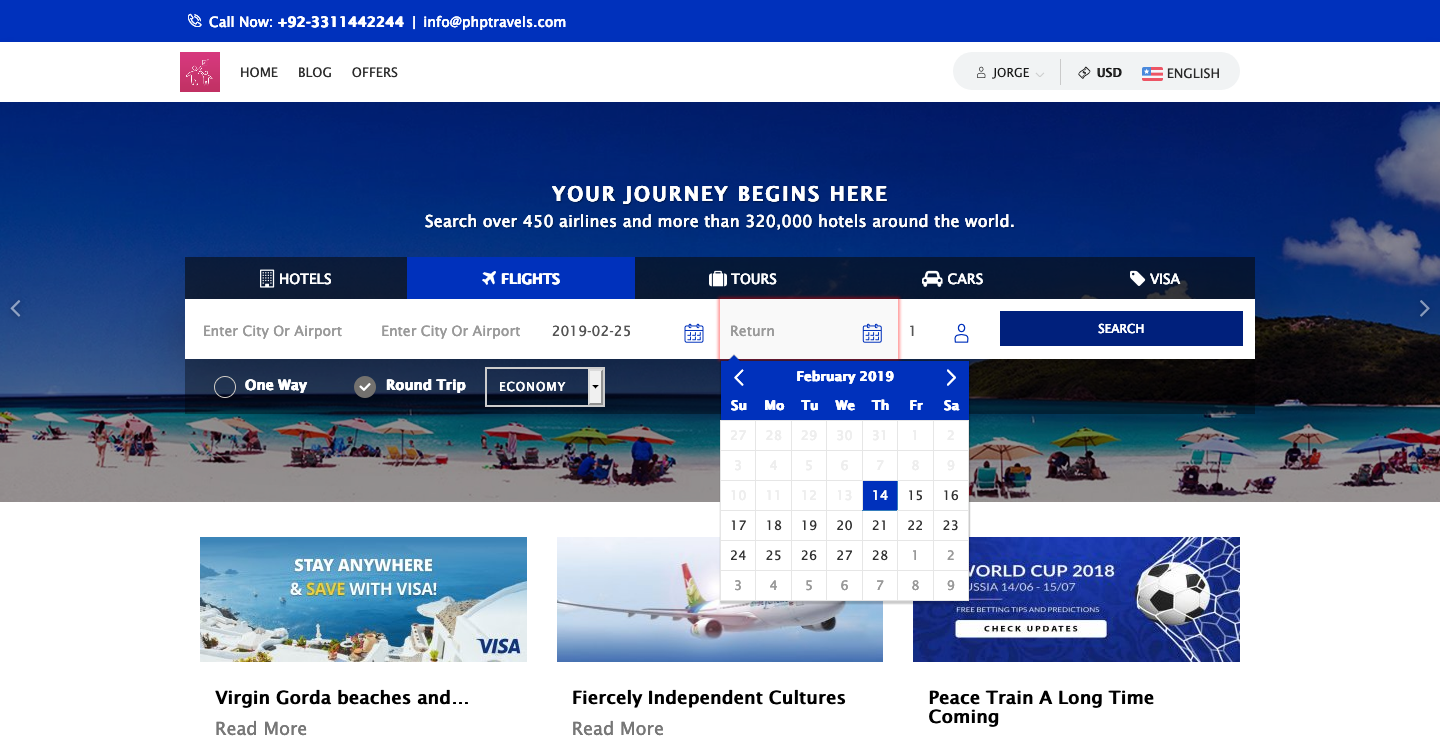 Call Now: +92-3311442244 | info@phptravels.com
HOME BLOG OFFERS JORGE USD ENGLISH
YOUR JOURNEY BEGINS HERE
Search over 450 airlines and more than 320,000 hotels around the world.
HOTELS FLIGHTS TOURS CARS VISA
Enter City Or Airport Enter City Or Airport 2019-02-25 Return 1 SEARCH
One Way Round Trip ECONOMY
February 2019
Su Mo Tu We Th Fr Sa
27 28 29 30 31 1 2
3 4 5 6 7 8 9
10 11 12 13 14 15 16
17 18 19 20 21 22 23
24 25 26 27 28 1 2
3 4 5 6 7 8 9
STAY ANYWHERE
& SAVE WITH VISA!
VISA
WORLD CUP 2018
RUSSIA 14/06 - 15/07
FREE BETTING TIPS AND PREDICTIONS
CHECK UPDATES
Virgin Gorda beaches and...
Read More
Fiercely Independent Cultures
Read More
Peace Train A Long Time
Coming